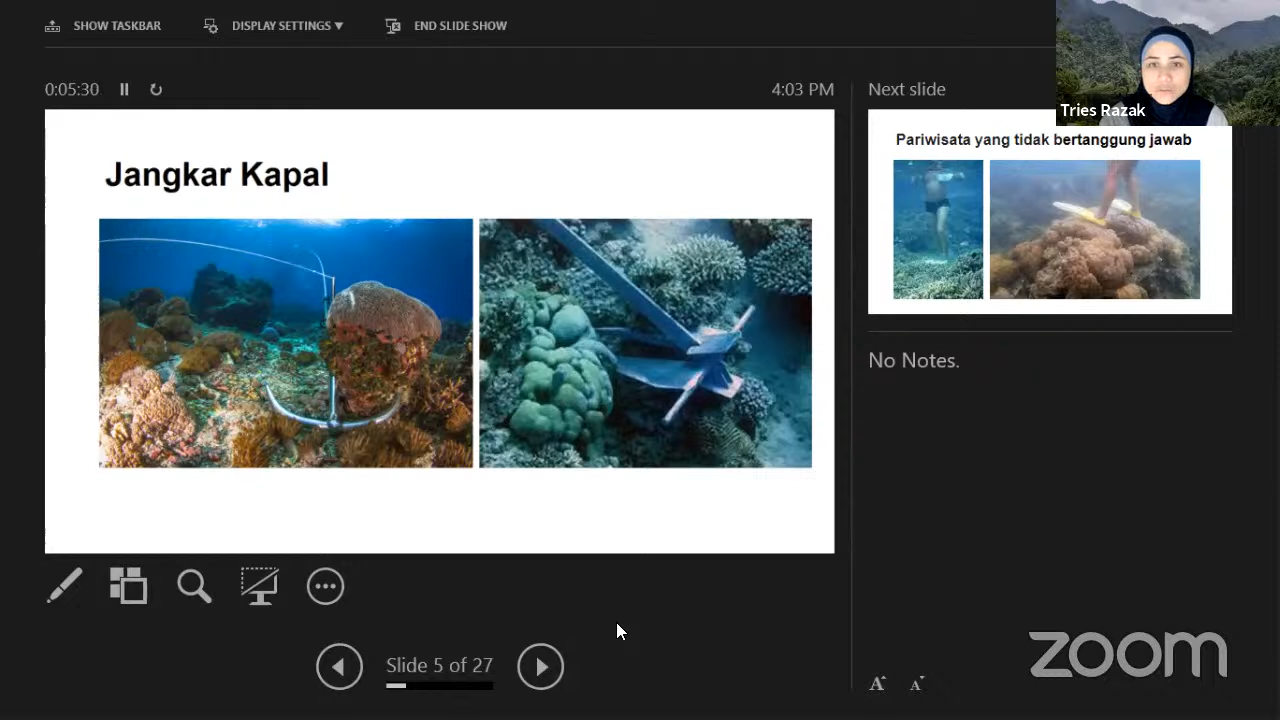 SHOW TASKBAR
DISPLAY SETTINGS ▼
END SLIDE SHOW
0:05:30
4:03 PM
Next slide
Tries Razak
Jangkar Kapal
Pariwisata yang tidak bertanggung jawab
No Notes.
Slide 5 of 27
A A
zoom